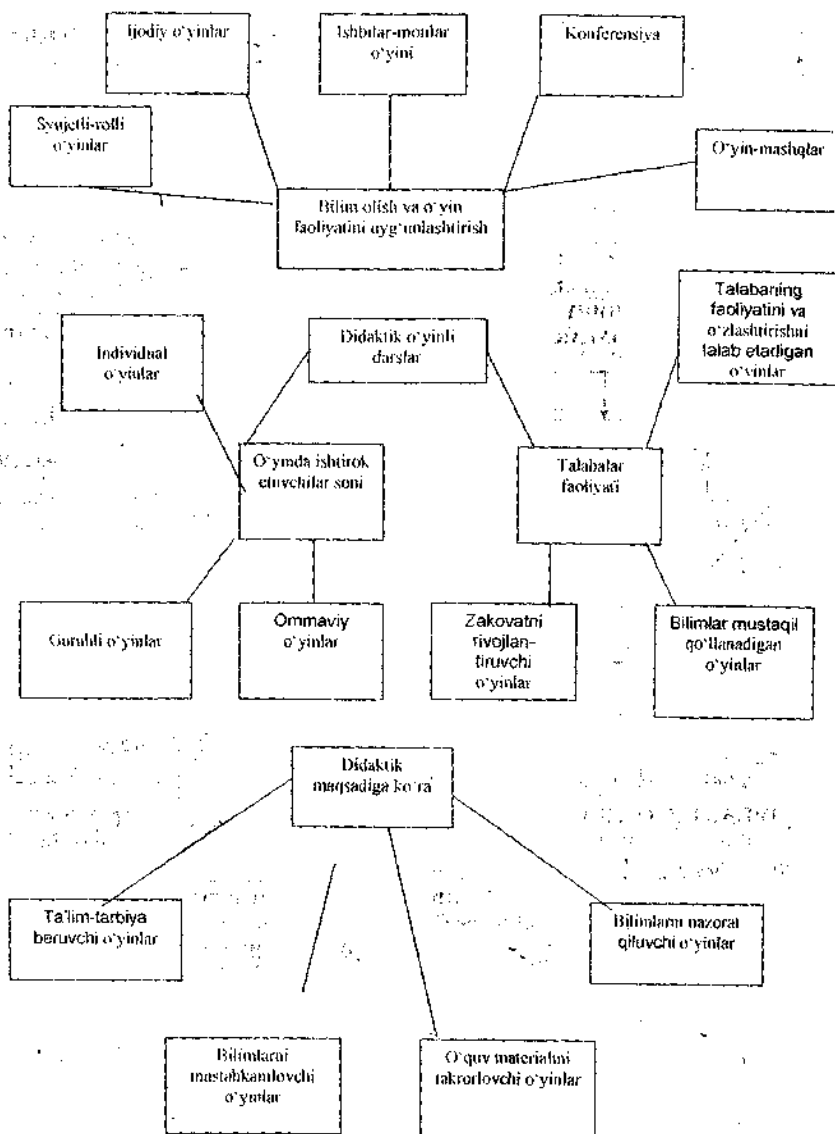 Ijodiy o‘yinlar
Ishbilar-monlar
o‘yini
Konferensiya
Syujetli-rolli
o‘yinlar
O‘yin-mashqlar
Bilim olish va o‘yin
faoliyatini uyg‘unlashtirish
Individual
o‘yinlar
Didaktik o‘yinli
darslar
Talabaning
faoliyatini va
o‘zlashtirishni
talab etadigan
o‘yinlar
O‘yinda ishtirok
etuvchilar soni
Talabalar
faoliyati
Guruhli o‘yinlar
Ommaviy
o‘yinlar
Zakovatni
rivojlan-
tiruvchi
o‘yinlar
Bilimlar mustaqil
qo‘llanadigan
o‘yinlar
Didaktik
maqsadiga ko‘ra
Ta'lim-tarbiya
beruvchi o‘yinlar
Bilimlarni nazorat
qiluvchi o‘yinlar
Bilimlarni
mastahkamlovchi
o‘yinlar
O‘quv materialini
takrorlovchi o‘yinlar